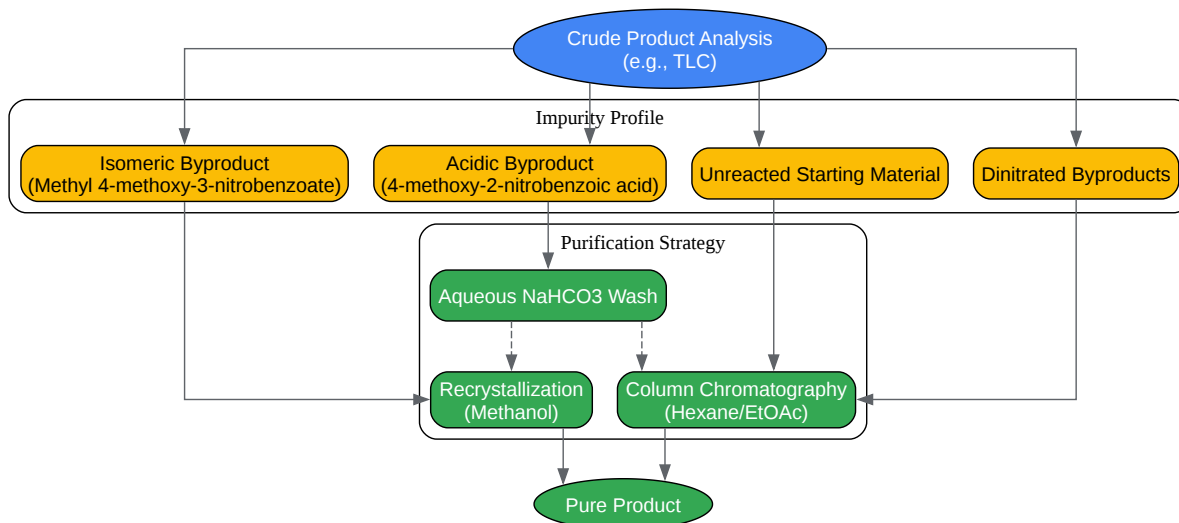 Crude Product Analysis
(e.g., TLC)
Impurity Profile
Isomeric Byproduct
(Methyl 4-methoxy-3-nitrobenzoate)
Acidic Byproduct
(4-methoxy-2-nitrobenzoic acid)
Unreacted Starting Material
Dinitrated Byproducts
Purification Strategy
Aqueous NaHCO3 Wash
Recrystallization
(Methanol)
Column Chromatography
(Hexane/EtOAc)
Pure Product